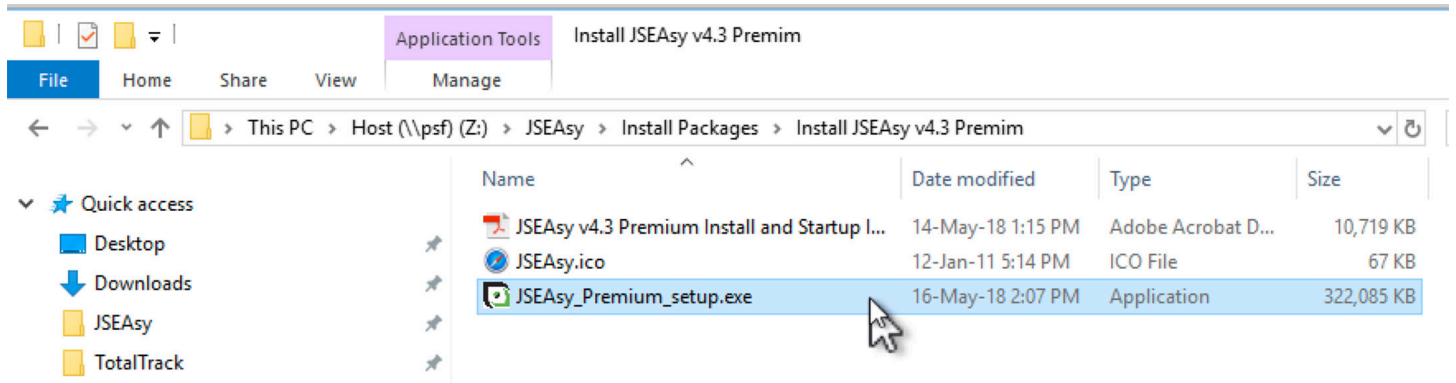 Application Tools Install JSEAsy v4.3 Premim
File Home Share View Manage
> This PC > Host (\\psf) (Z:) > JSEAsy > Install Packages > Install JSEAsy v4.3 Premim
Name Date modified Type Size
Quick access
Desktop
Downloads
JSEAsy
TotalTrack
JSEAsy v4.3 Premium Install and Startup I... 14-May-18 1:15 PM Adobe Acrobat D... 10,719 KB
JSEAsy.ico 12-Jan-11 5:14 PM ICO File 67 KB
JSEAsy_Premium_setup.exe 16-May-18 2:07 PM Application 322,085 KB